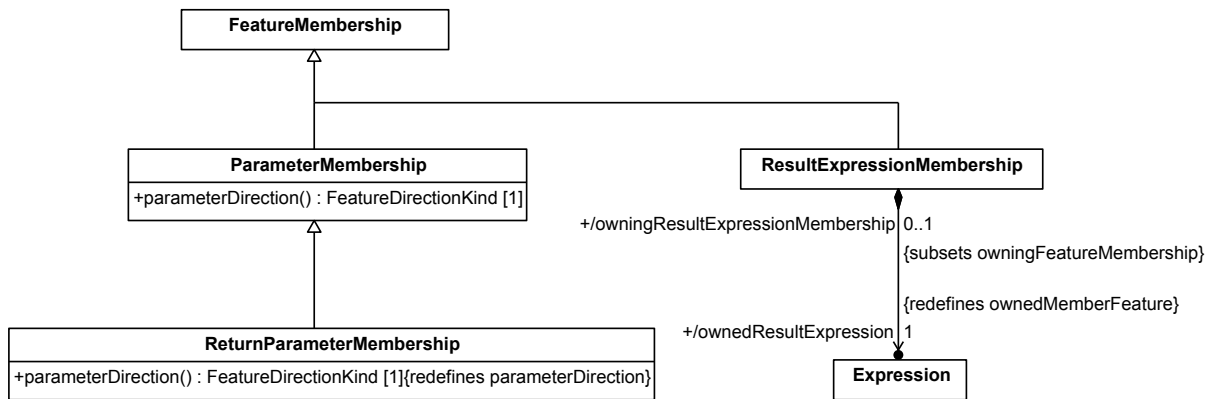 FeatureMembership
ParameterMembership
+parameterDirection() : FeatureDirectionKind [1]
ResultExpressionMembership
+/owningResultExpressionMembership 0..1
{subsets owningFeatureMembership}
{redefines ownedMemberFeature}
+/ownedResultExpression 1
ReturnParameterMembership
+parameterDirection() : FeatureDirectionKind [1]{redefines parameterDirection}
Expression